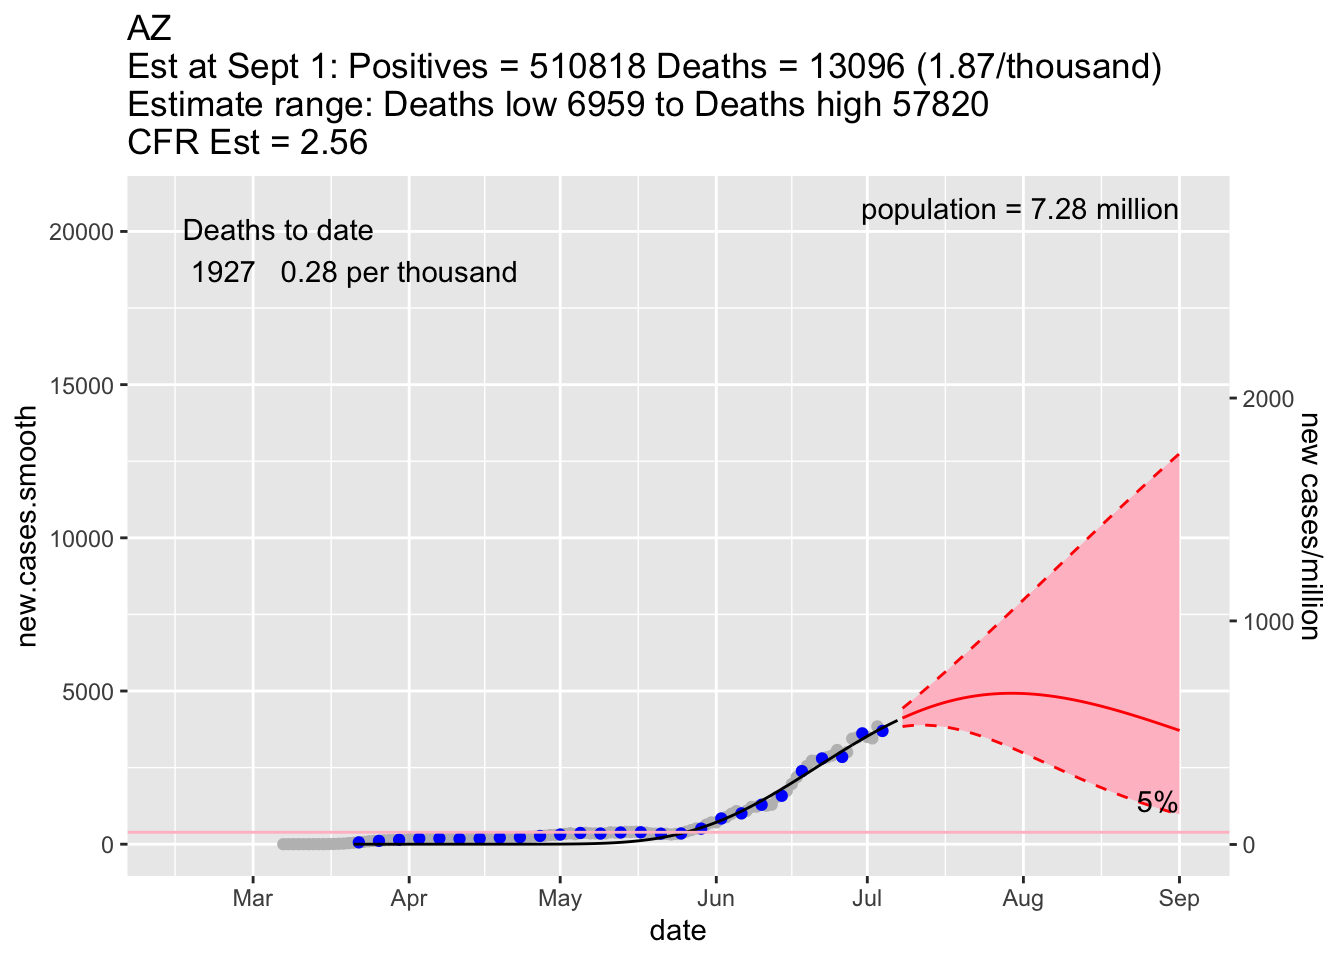 AZ
Est at Sept 1: Positives = 510818 Deaths = 13096 (1.87/thousand)
Estimate range: Deaths low 6959 to Deaths high 57820
CFR Est = 2.56
population = 7.28 million
Deaths to date
1927 0.28 per thousand
20000
15000
10000
5000
0
new.cases.smooth
2000
1000
0
new cases/million
5%
Mar Apr May Jun Jul Aug Sep
date